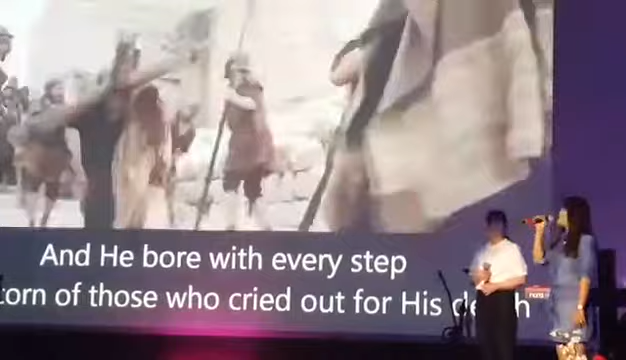 And He bore with every step
of those who cried out for His